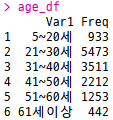 > age_df
Var1 Freq
1 5~20세 933
2 21~30세 5473
3 31~40세 3511
4 41~50세 2212
5 51~60세 1253
6 61세이상 442